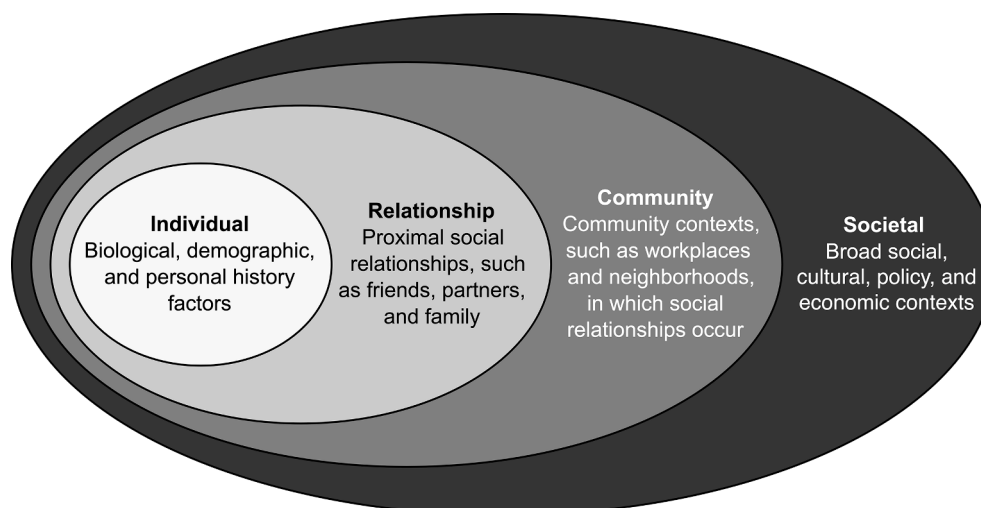 Individual
Biological, demographic,
and personal history
factors
Relationship
Proximal social
relationships, such
as friends, partners,
and family
Community
Community contexts,
such as workplaces
and neighborhoods,
in which social
relationships occur
Societal
Broad social,
cultural, policy, and
economic contexts